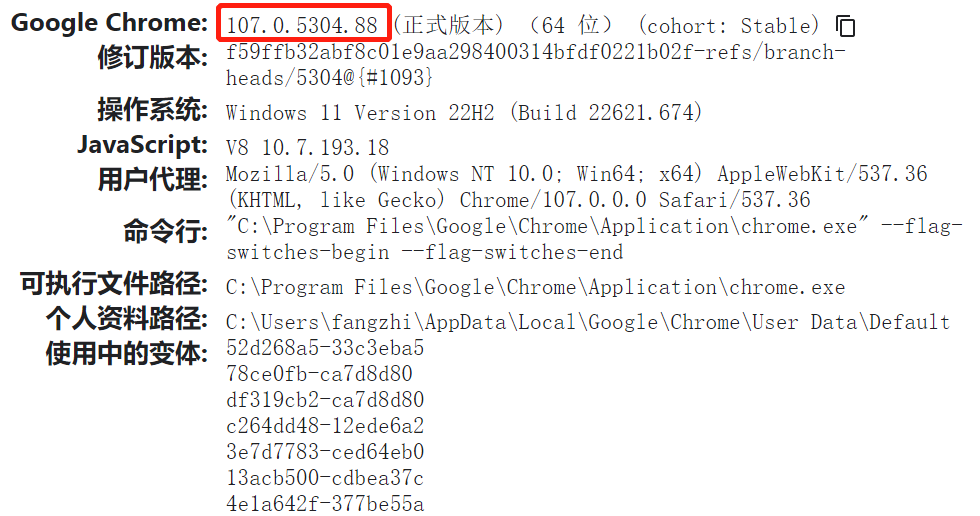 Google Chrome: 107.0.5304.88 (正式版本) (64 位) (cohort: Stable)
修订版本: f59ffb32abf8c01e9aa298400314bfdf0221b02f-refs/branch-
heads/5304@{#1093}
操作系统: Windows 11 Version 22H2 (Build 22621.674)
JavaScript: V8 10.7.193.18
用户代理: Mozilla/5.0 (Windows NT 10.0; Win64; x64) AppleWebKit/537.36
(KHTML, like Gecko) Chrome/107.0.0.0 Safari/537.36
命令行: "C:\Program Files\Google\Chrome\Application\chrome.exe" --flag-
switches-begin --flag-switches-end
可执行文件路径: C:\Program Files\Google\Chrome\Application\chrome.exe
个人资料路径: C:\Users\fangzhi\AppData\Local\Google\Chrome\User Data\Default
使用中的变体: 52d268a5-33c3eba5
78ce0fb-ca7d8d80
df319cb2-ca7d8d80
c264dd48-12ede6a2
3e7d7783-ced64eb0
13acb500-cdbea37c
4e1a642f-377be55a